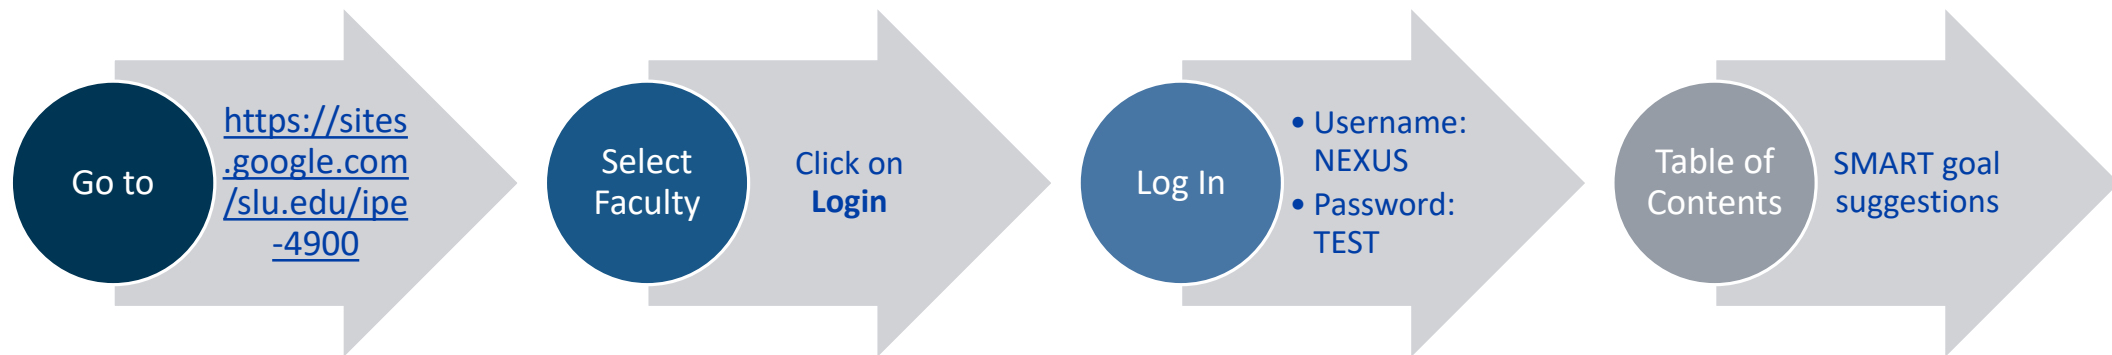 Go to
https://sites
.google.com
/slu.edu/ipe
-4900
Select
Faculty
Click on
Login
Log In
• Username:
NEXUS
• Password:
TEST
Table of
Contents
SMART goal
suggestions